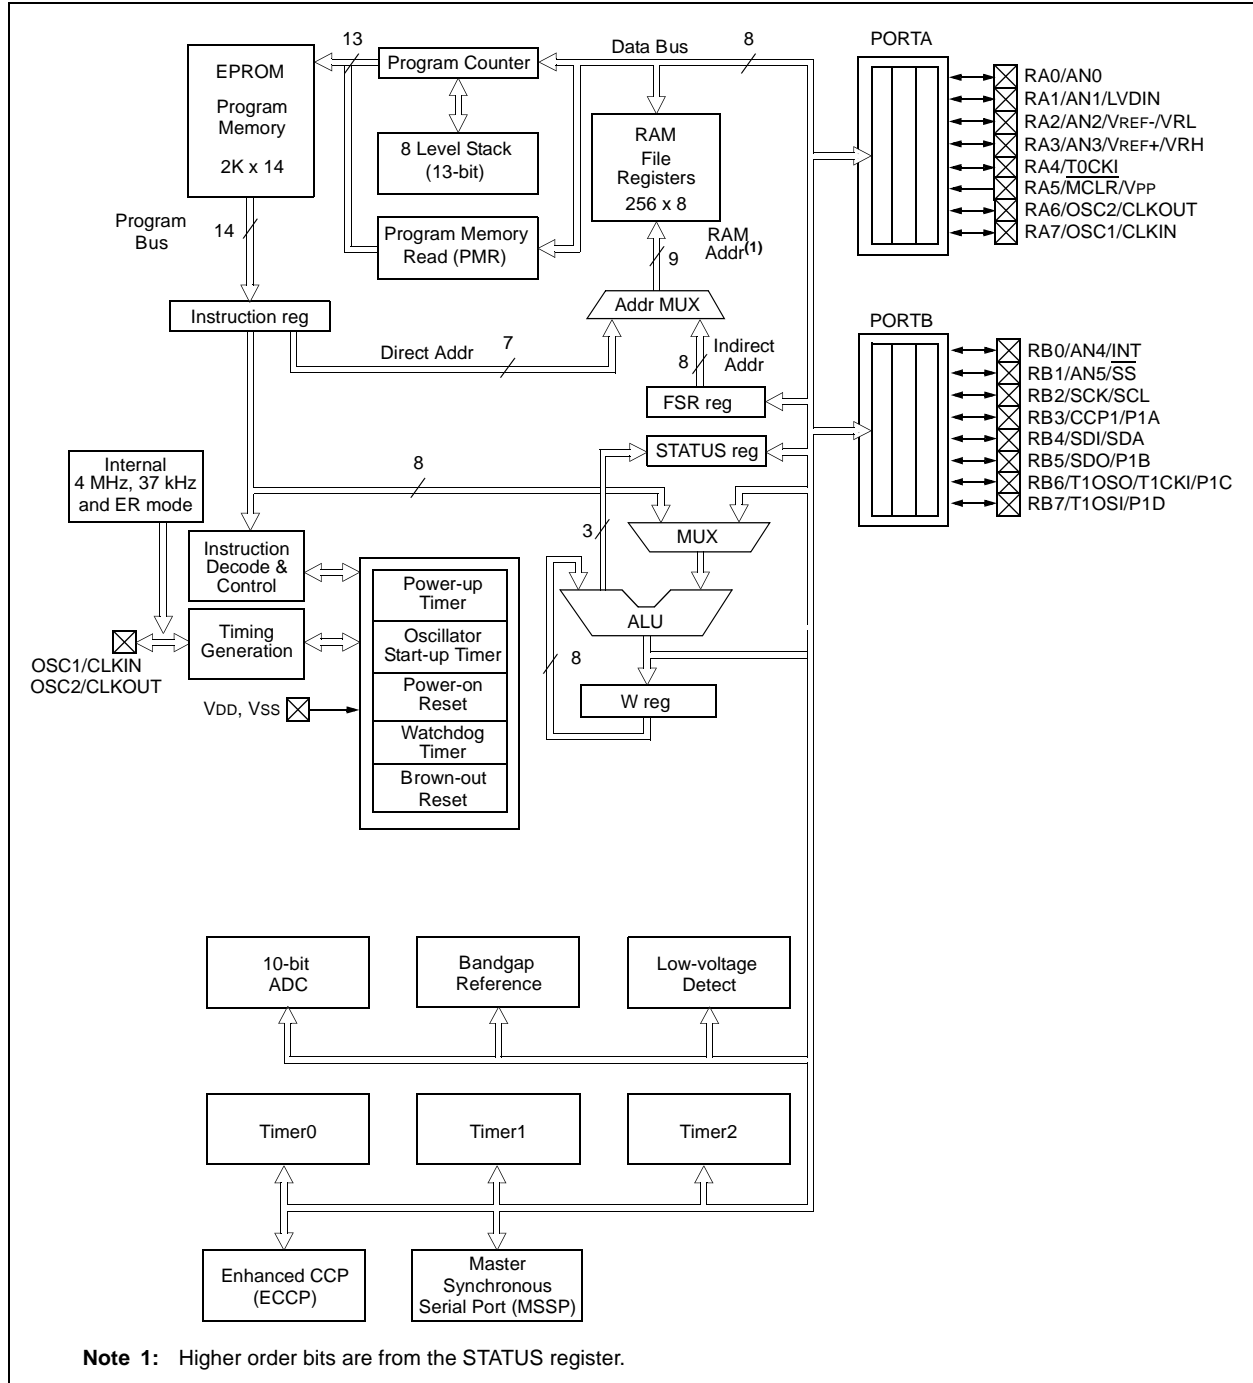 13
Data Bus
8
PORTA
EPROM
Program
Memory
2K x 14
Program Counter
8 Level Stack
(13-bit)
RAM
File
Registers
256 x 8
RA0/AN0
RA1/AN1/LVDIN
RA2/AN2/VREF-/VRL
RA3/AN3/VREF+/VRH
RA4/T0CKI
RA5/MCLR/VPP
RA6/OSC2/CLKOUT
RA7/OSC1/CLKIN
Program
Bus
14
Program Memory
Read (PMR)
RAM
Addr(1)
9
Instruction reg
Addr MUX
PORTB
Direct Addr
7
8
Indirect
Addr
FSR reg
STATUS reg
RB0/AN4/INT
RB1/AN5/SS
RB2/SCK/SCL
RB3/CCP1/P1A
RB4/SDI/SDA
RB5/SDO/P1B
RB6/T1OSO/T1CKI/P1C
RB7/T1OSI/P1D
Internal
4 MHz, 37 kHz
and ER mode
8
3
MUX
Instruction
Decode &
Control
Power-up
Timer
ALU
Timing
Generation
Oscillator
Start-up Timer
8
OSC1/CLKIN
OSC2/CLKOUT
VDD, VSS
Power-on
Reset
W reg
Watchdog
Timer
Brown-out
Reset
10-bit
ADC
Bandgap
Reference
Low-voltage
Detect
Timer0
Timer1
Timer2
Enhanced CCP
(ECCP)
Master
Synchronous
Serial Port (MSSP)
Note 1: Higher order bits are from the STATUS register.